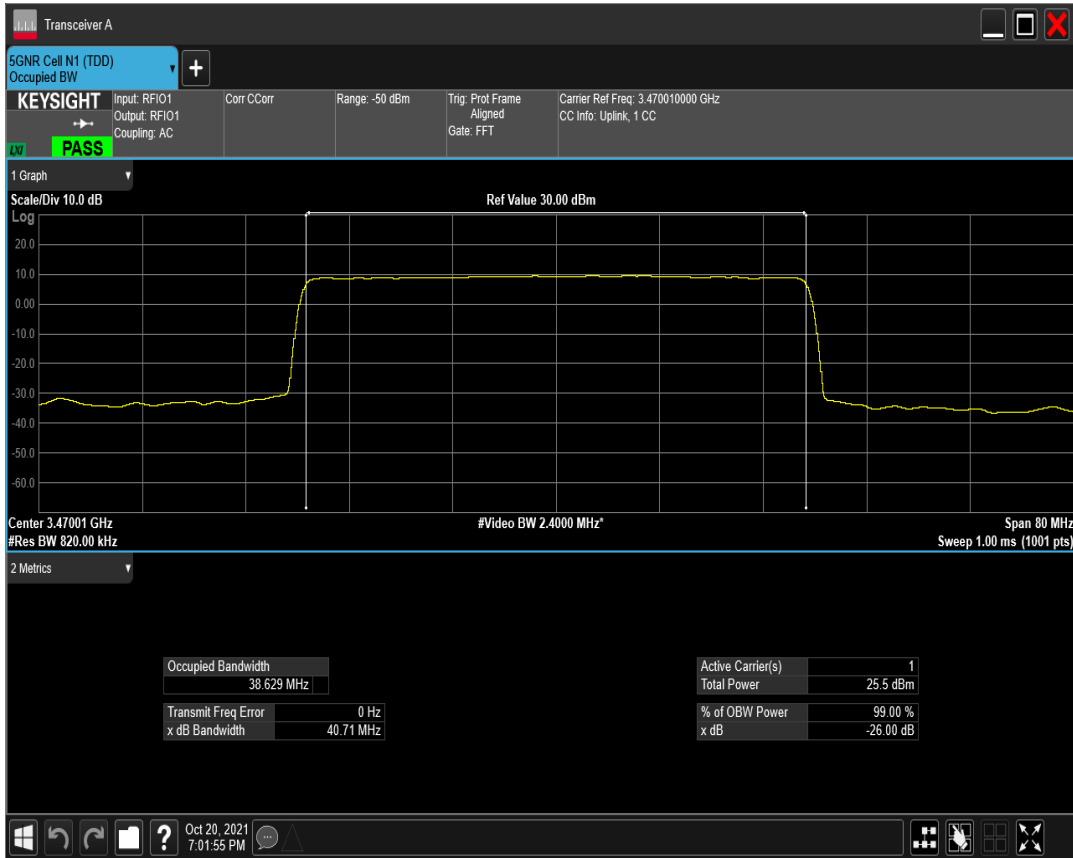 Transceiver A
5GNR Cell N1 (TDD)
Occupied BW
KEYSIGHT
LXI
PASS
Input: RFIO1
Output: RFIO1
Coupling: AC
Corr CCorr
Range: -50 dBm
Trig: Prot Frame
Aligned
Gate: FFT
Carrier Ref Freq: 3.470010000 GHz
CC Info: Uplink, 1 CC
1 Graph
Scale/Div 10.0 dB
Ref Value 30.00 dBm
Log
20.0
10.0
0.00
-10.0
-20.0
-30.0
-40.0
-50.0
-60.0
Center 3.47001 GHz
#Video BW 2.4000 MHz*
Span 80 MHz
#Res BW 820.00 kHz
Sweep 1.00 ms (1001 pts)
2 Metrics
Occupied Bandwidth
38.629 MHz
Transmit Freq Error 0 Hz
x dB Bandwidth 40.71 MHz
Active Carrier(s) 1
Total Power 25.5 dBm
% of OBW Power 99.00 %
x dB -26.00 dB
?
Oct 20, 2021
7:01:55 PM